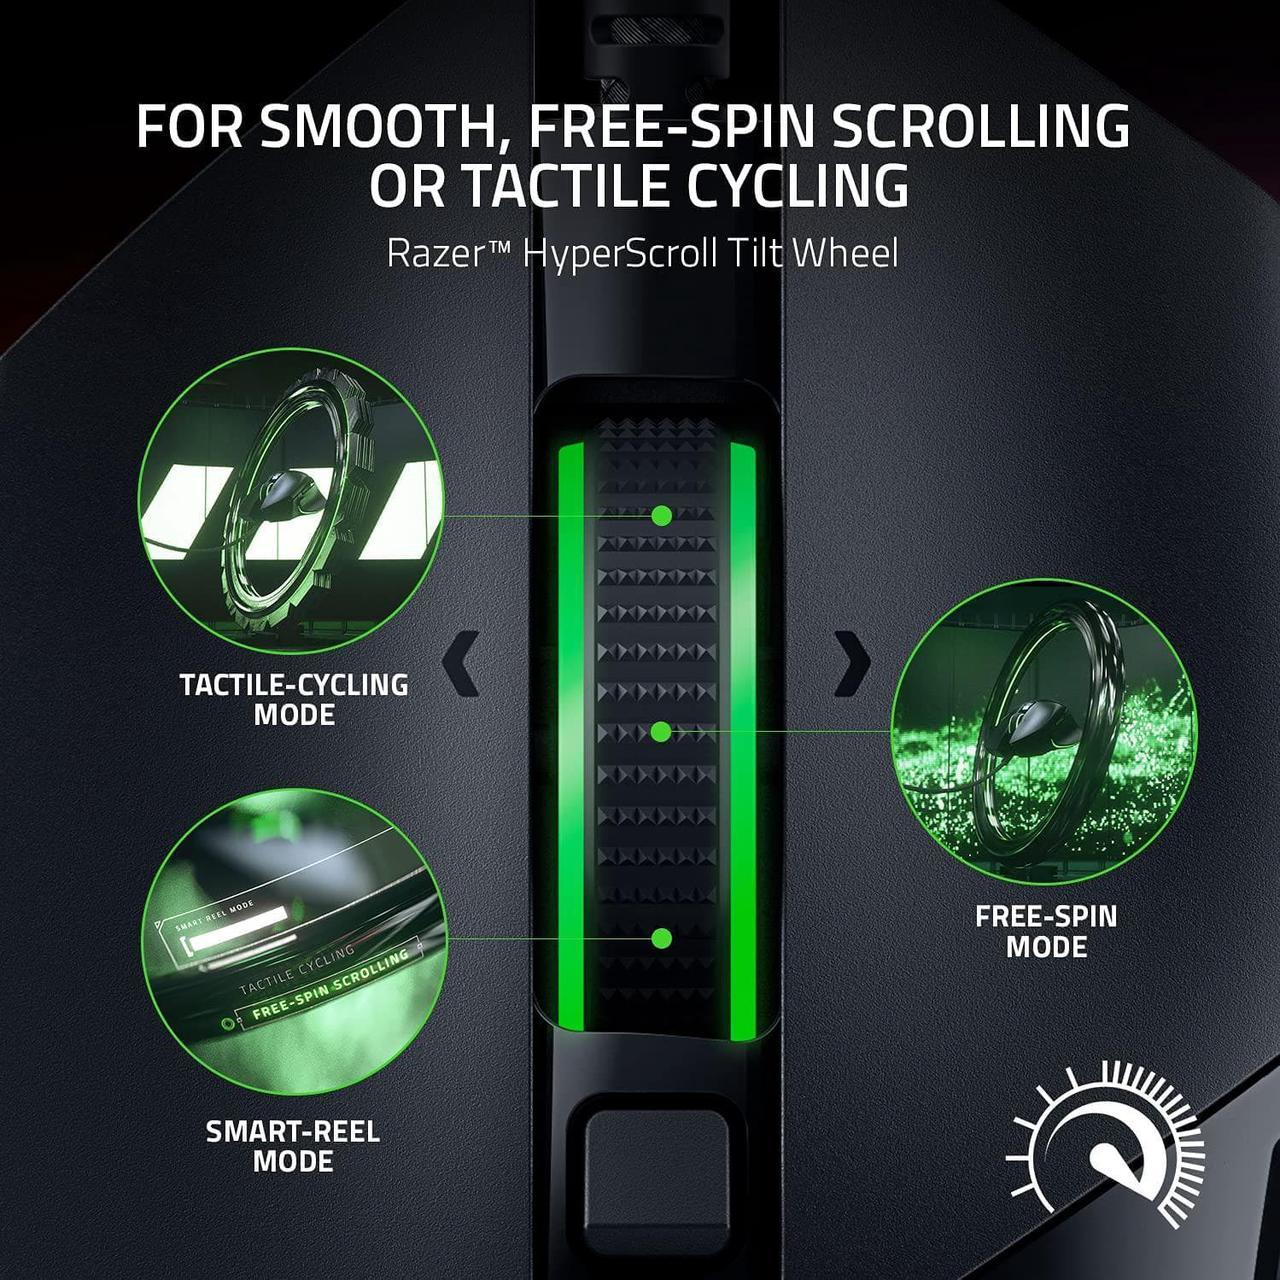 FOR SMOOTH, FREE-SPIN SCROLLING
OR TACTILE CYCLING
Razer™ HyperScroll Tilt Wheel
TACTILE-CYCLING
MODE
FREE-SPIN
MODE
SMART REEL MODE
TACTILE CYCLING
FREE-SPIN SCROLLING
SMART-REEL
MODE